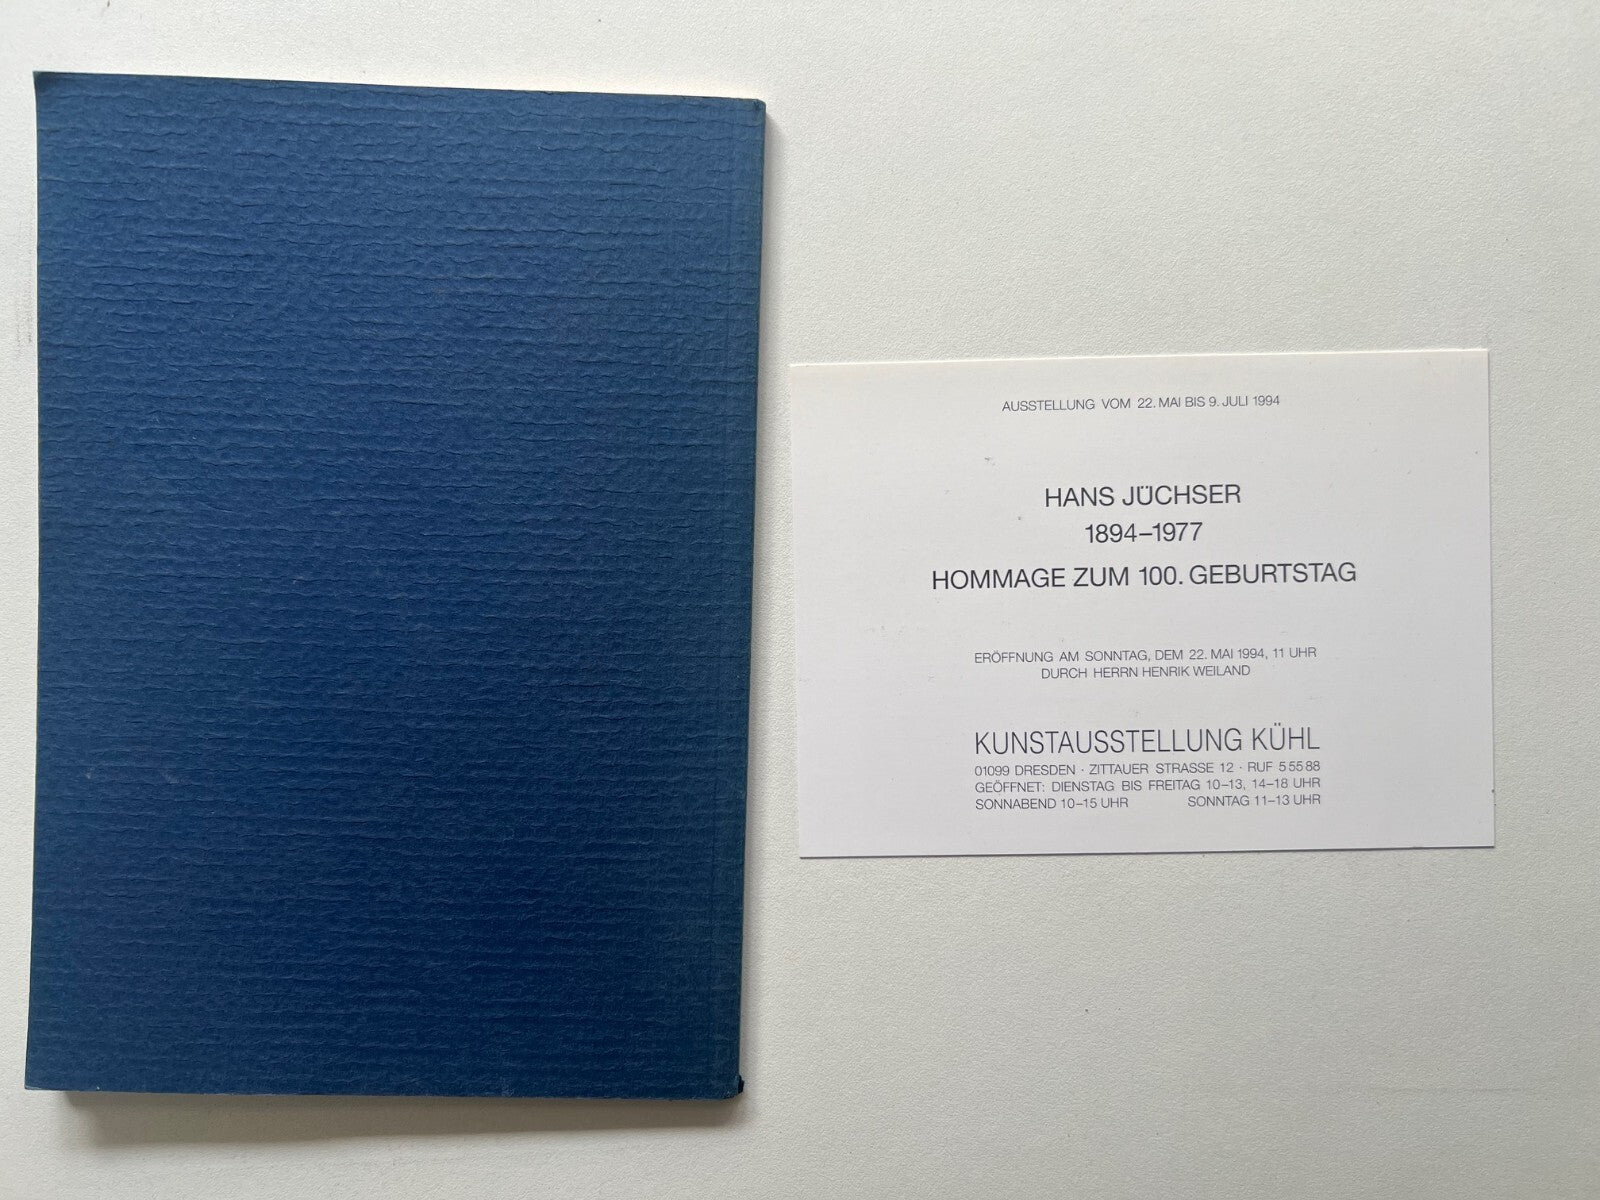 AUSSTELLUNG VOM 22. MAI BIS 9. JULI 1994
HANS JÜCHSER
1894–1977
HOMMAGE ZUM 100. GEBURTSTAG
ERÖFFNUNG AM SONNTAG, DEM 22. MAI 1994, 11 UHR
DURCH HERRN HENRIK WEILAND
KUNSTAUSSTELLUNG KÜHL
01099 DRESDEN · ZITTAUER STRASSE 12 · RUF 5 55 88
GEÖFFNET: DIENSTAG BIS FREITAG 10–13, 14–18 UHR
SONNABEND 10–15 UHR SONNTAG 11–13 UHR